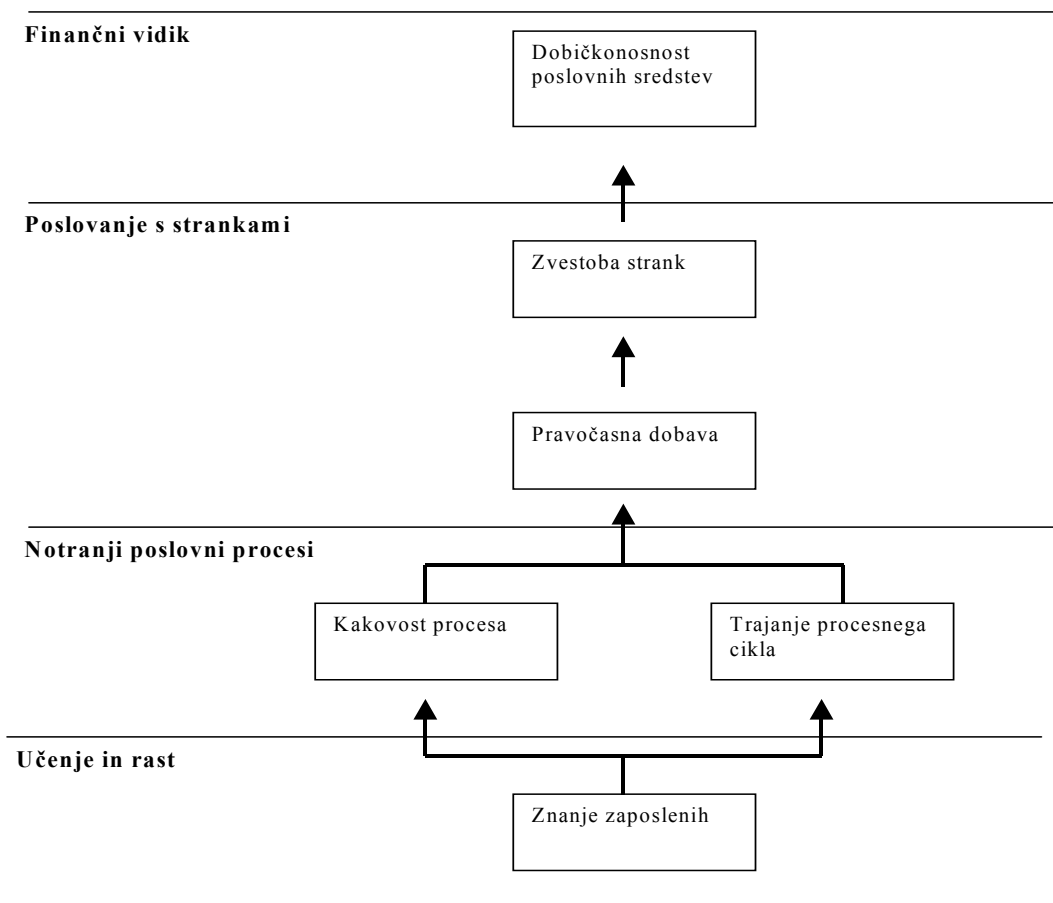 Finančni vidik
Dobičkonosnost
poslovnih sredstev
Poslovanje s strankami
Zvestoba strank
Pravočasna dobava
Notranji poslovni procesi
Kakovost procesa
Trajanje procesnega
cikla
Učenje in rast
Znanje zaposlenih